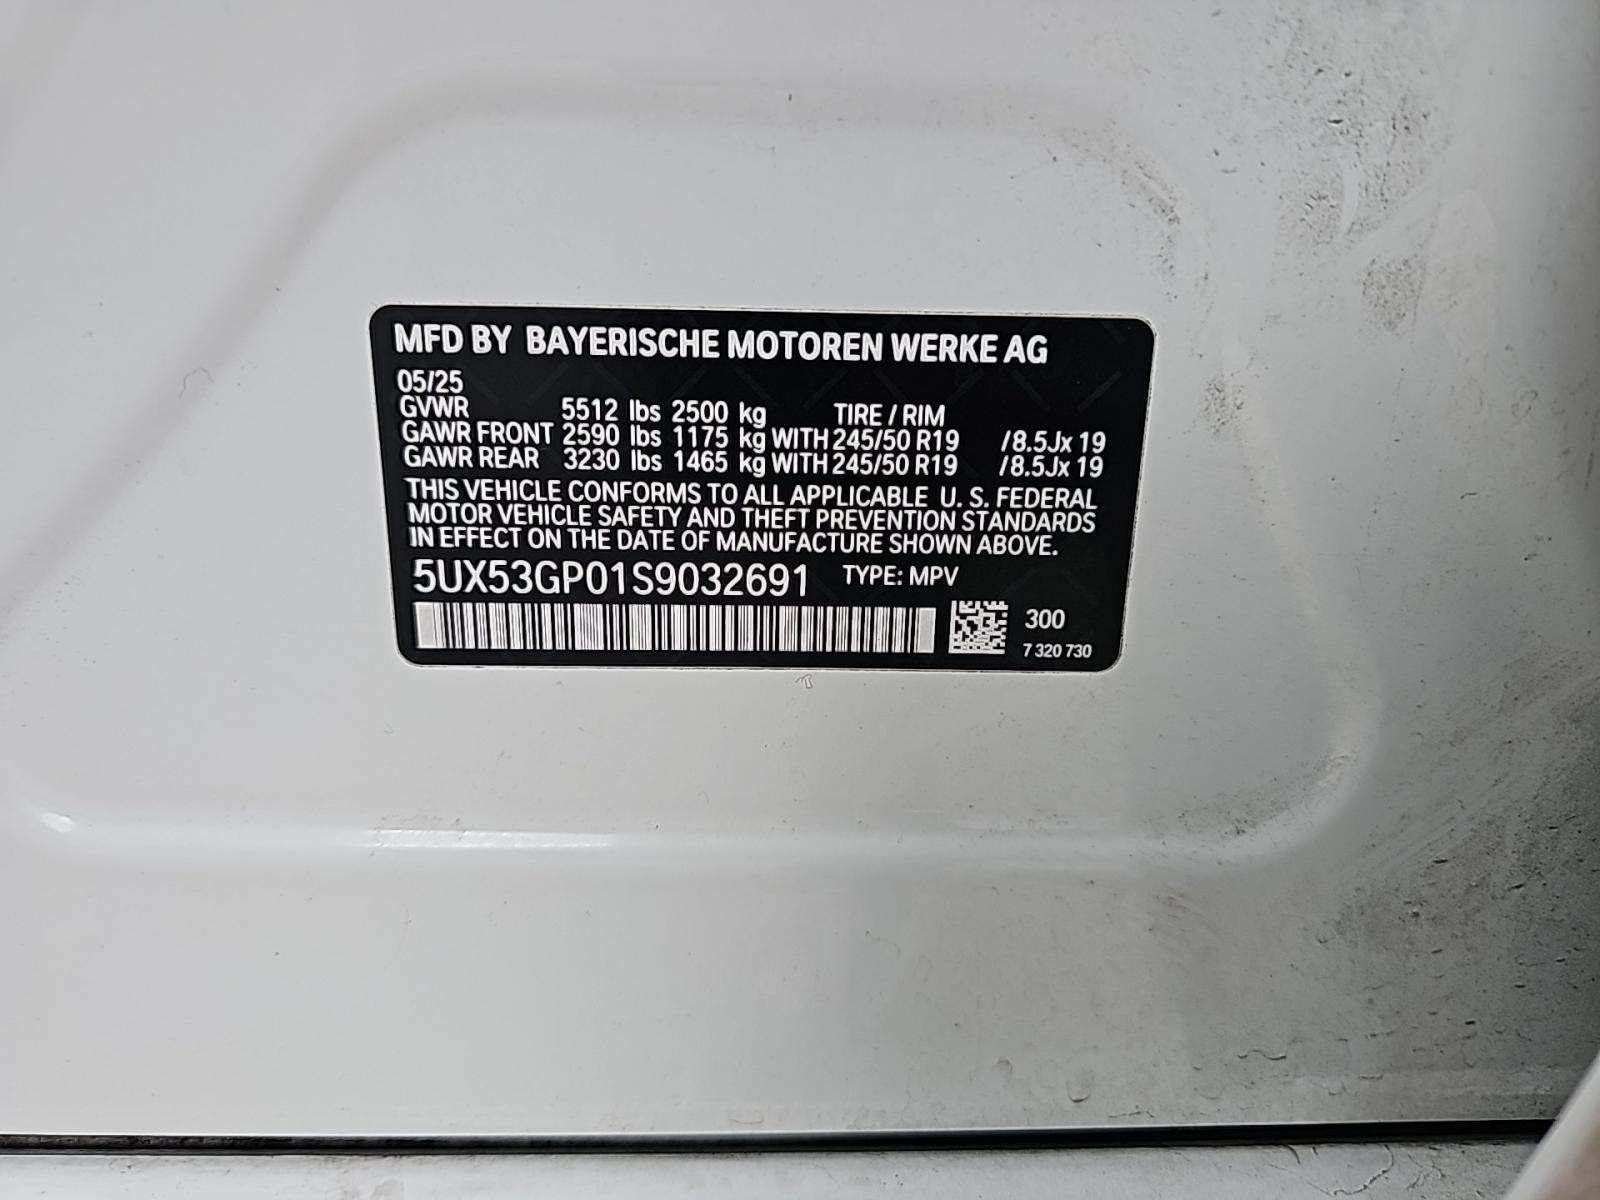 MFD BY BAYERISCHE MOTOREN WERKE AG
05/25
GVWR 5512 lbs 2500 kg TIRE / RIM
GAWR FRONT 2590 lbs 1175 kg WITH 245/50 R19 /8.5Jx 19
GAWR REAR 3230 lbs 1465 kg WITH 245/50 R19 /8.5Jx 19
THIS VEHICLE CONFORMS TO ALL APPLICABLE U. S. FEDERAL
MOTOR VEHICLE SAFETY AND THEFT PREVENTION STANDARDS
IN EFFECT ON THE DATE OF MANUFACTURE SHOWN ABOVE.
5UX53GP01S9032691 TYPE: MPV
300
7 320 730